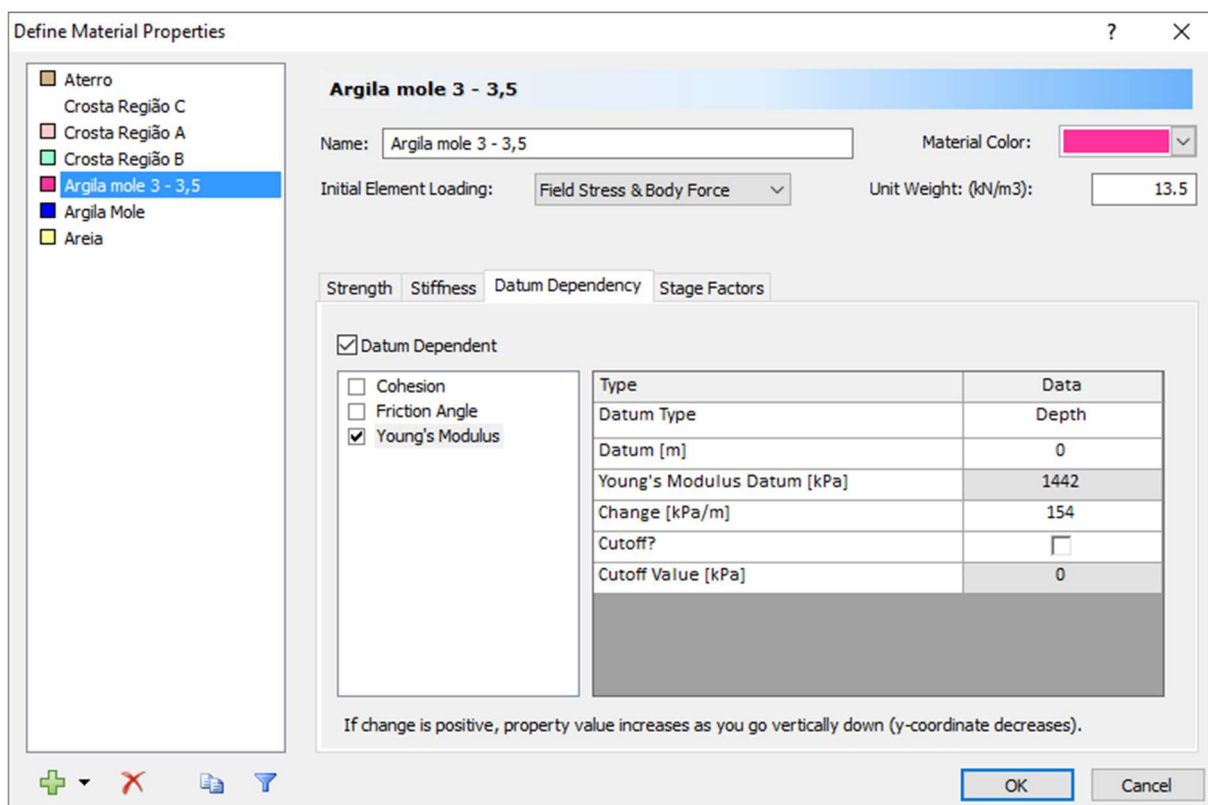 Define Material Properties ?
Aterro
Crosta Região C
Crosta Região A
Crosta Região B
Argila mole 3 - 3,5
Argila Mole
Areia
Argila mole 3 - 3,5
Name: Argila mole 3 - 3,5 Material Color:
Initial Element Loading: Field Stress & Body Force Unit Weight: (kN/m3): 13.5
Strength Stiffness Datum Dependency Stage Factors
Datum Dependent
Cohesion
Friction Angle
Young's Modulus
Type Data
Datum Type Depth
Datum [m] 0
Young's Modulus Datum [kPa] 1442
Change [kPa/m] 154
Cutoff?
Cutoff Value [kPa] 0
If change is positive, property value increases as you go vertically down (y-coordinate decreases).
OK Cancel